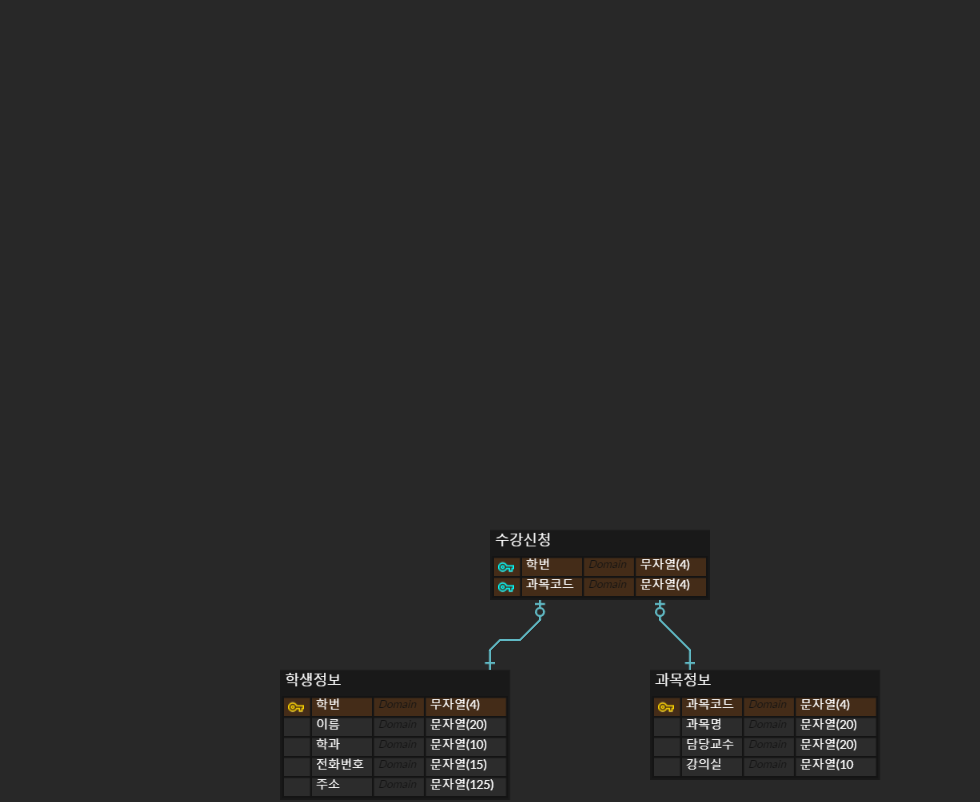 수강신청
학번 Domain 문자열(4)
과목코드 Domain 문자열(4)
학생정보
학번 Domain 문자열(4)
이름 Domain 문자열(20)
학과 Domain 문자열(10)
전화번호 Domain 문자열(15)
주소 Domain 문자열(125)
과목정보
과목코드 Domain 문자열(4)
과목명 Domain 문자열(20)
담당교수 Domain 문자열(20)
강의실 Domain 문자열(10